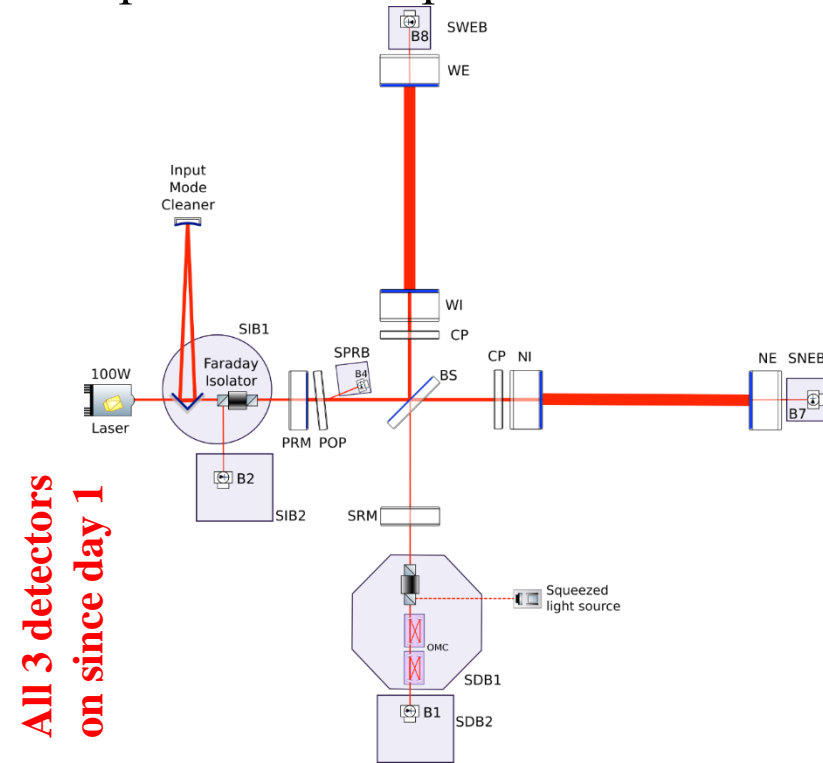 B8
SWEB
WE
Input
Mode
Cleaner
WI
CP
SIB1
SPRB
B4
BS
CP
NI
NE
SNEB
B7
100W
Laser
Faraday
Isolator
PRM
POP
B2
SIB2
SRM
Squeezed
light source
OMC
SDB1
B1
SDB2
All 3 detectors
on since day 1